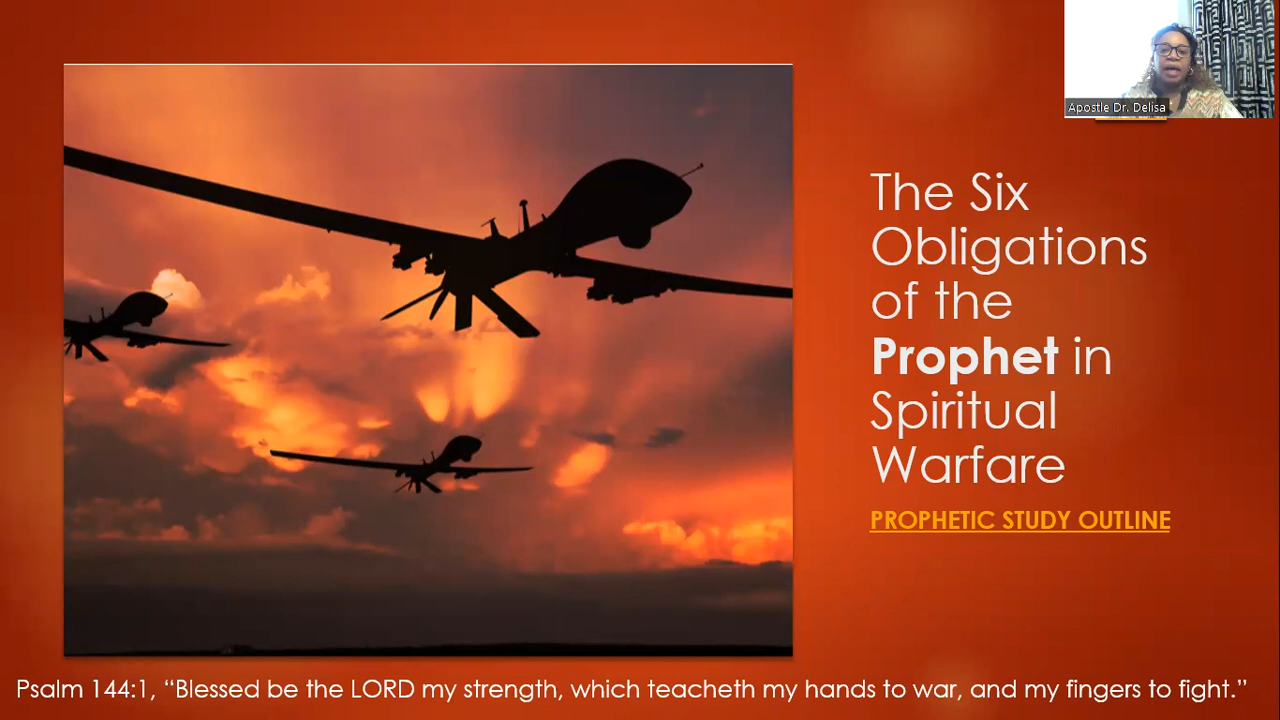 Apostle Dr. Delisa
The Six
Obligations
of the
Prophet in
Spiritual
Warfare
PROPHETIC STUDY OUTLINE
Psalm 144:1, “Blessed be the LORD my strength, which teacheth my hands to war, and my fingers to fight.”